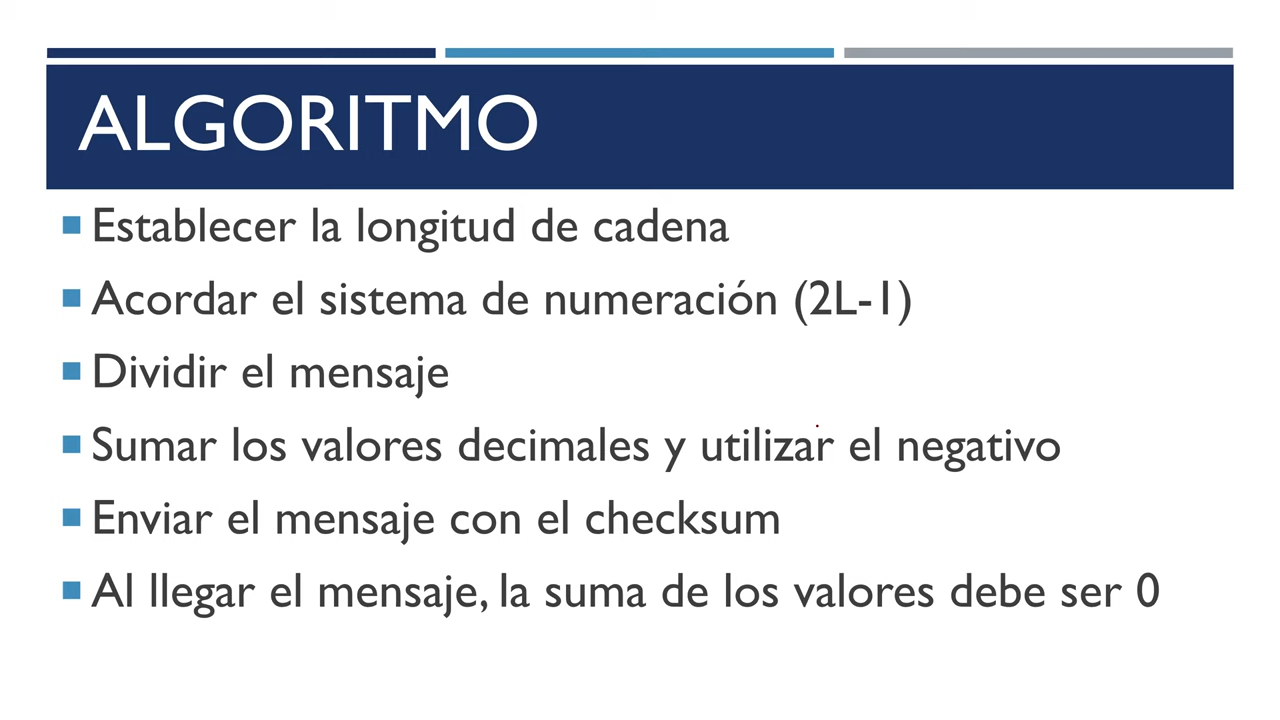 ALGORITMO
Establecer la longitud de cadena
Acordar el sistema de numeración (2L-1)
Dividir el mensaje
Sumar los valores decimales y utilizar el negativo
Enviar el mensaje con el checksum
Al llegar el mensaje, la suma de los valores debe ser 0